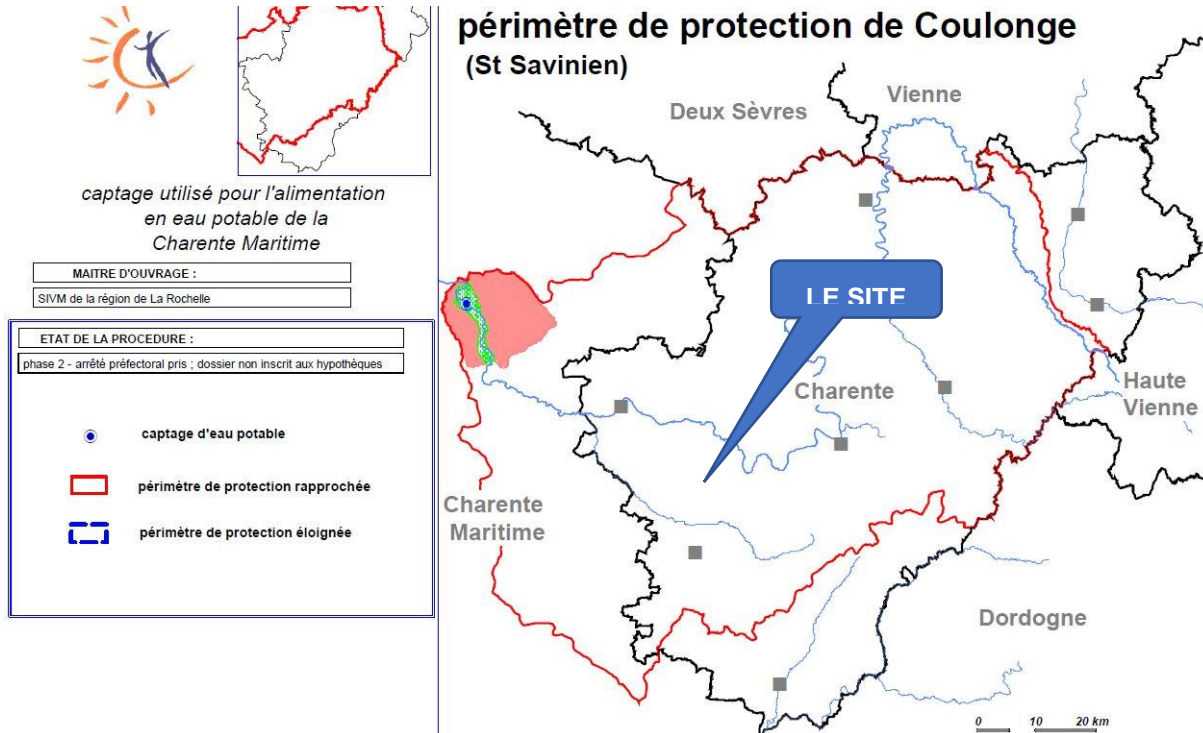 périmètre de protection de Coulonge
(St Savinien)
captage utilisé pour l'alimentation
en eau potable de la
Charente Maritime
MAITRE D'OUVRAGE :
SIVM de la région de La Rochelle
ETAT DE LA PROCEDURE :
phase 2 - arrêté préfectoral pris ; dossier non inscrit aux hypothèques
captage d'eau potable
périmètre de protection rapprochée
périmètre de protection éloignée
Deux Sèvres
Vienne
LE SITE
Charente
Haute
Vienne
Charente
Maritime
Dordogne
0 10 20 km